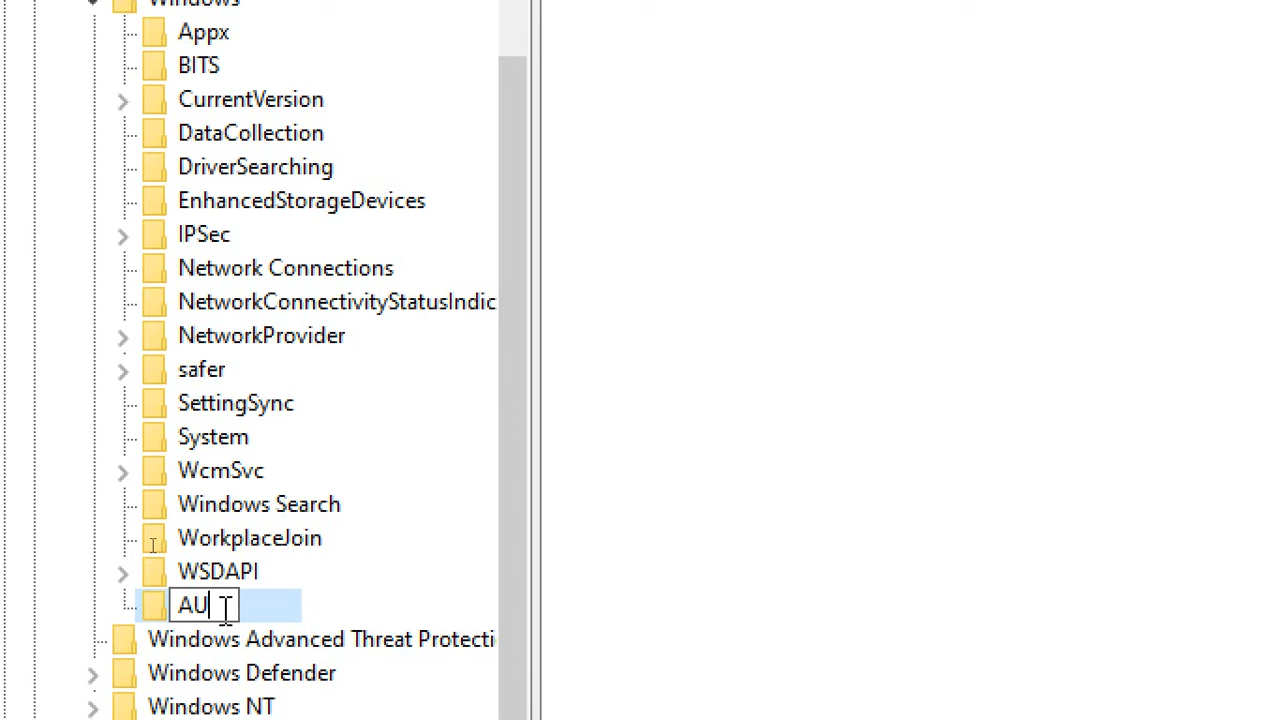 Windows
Appx
BITS
CurrentVersion
DataCollection
DriverSearching
EnhancedStorageDevices
IPSec
Network Connections
NetworkConnectivityStatusIndic
NetworkProvider
safer
SettingSync
System
WcmSvc
Windows Search
WorkplaceJoin
WSDAPI
AU
Windows Advanced Threat Protecti
Windows Defender
Windows NT